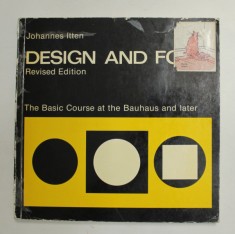 Johannes Itten
DESIGN AND FO
Revised Edition
The Basic Course at the Bauhaus and later